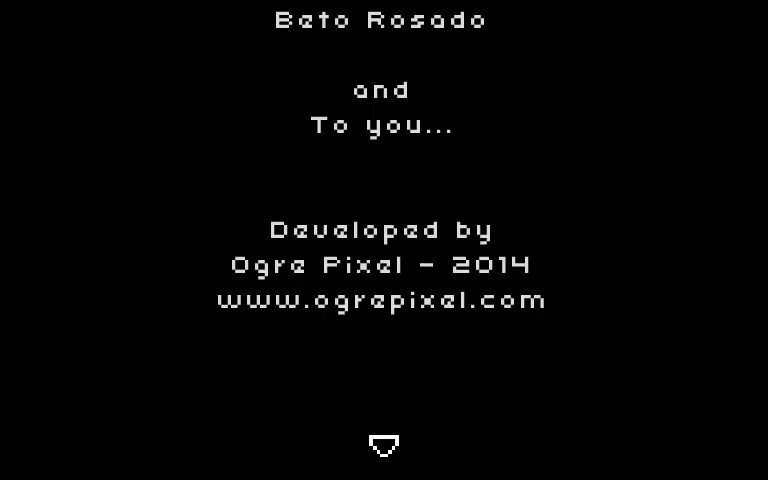 Beto Rosado
and
To you...
Developed by
Ogre Pixel - 2014
www.ogrepixel.com